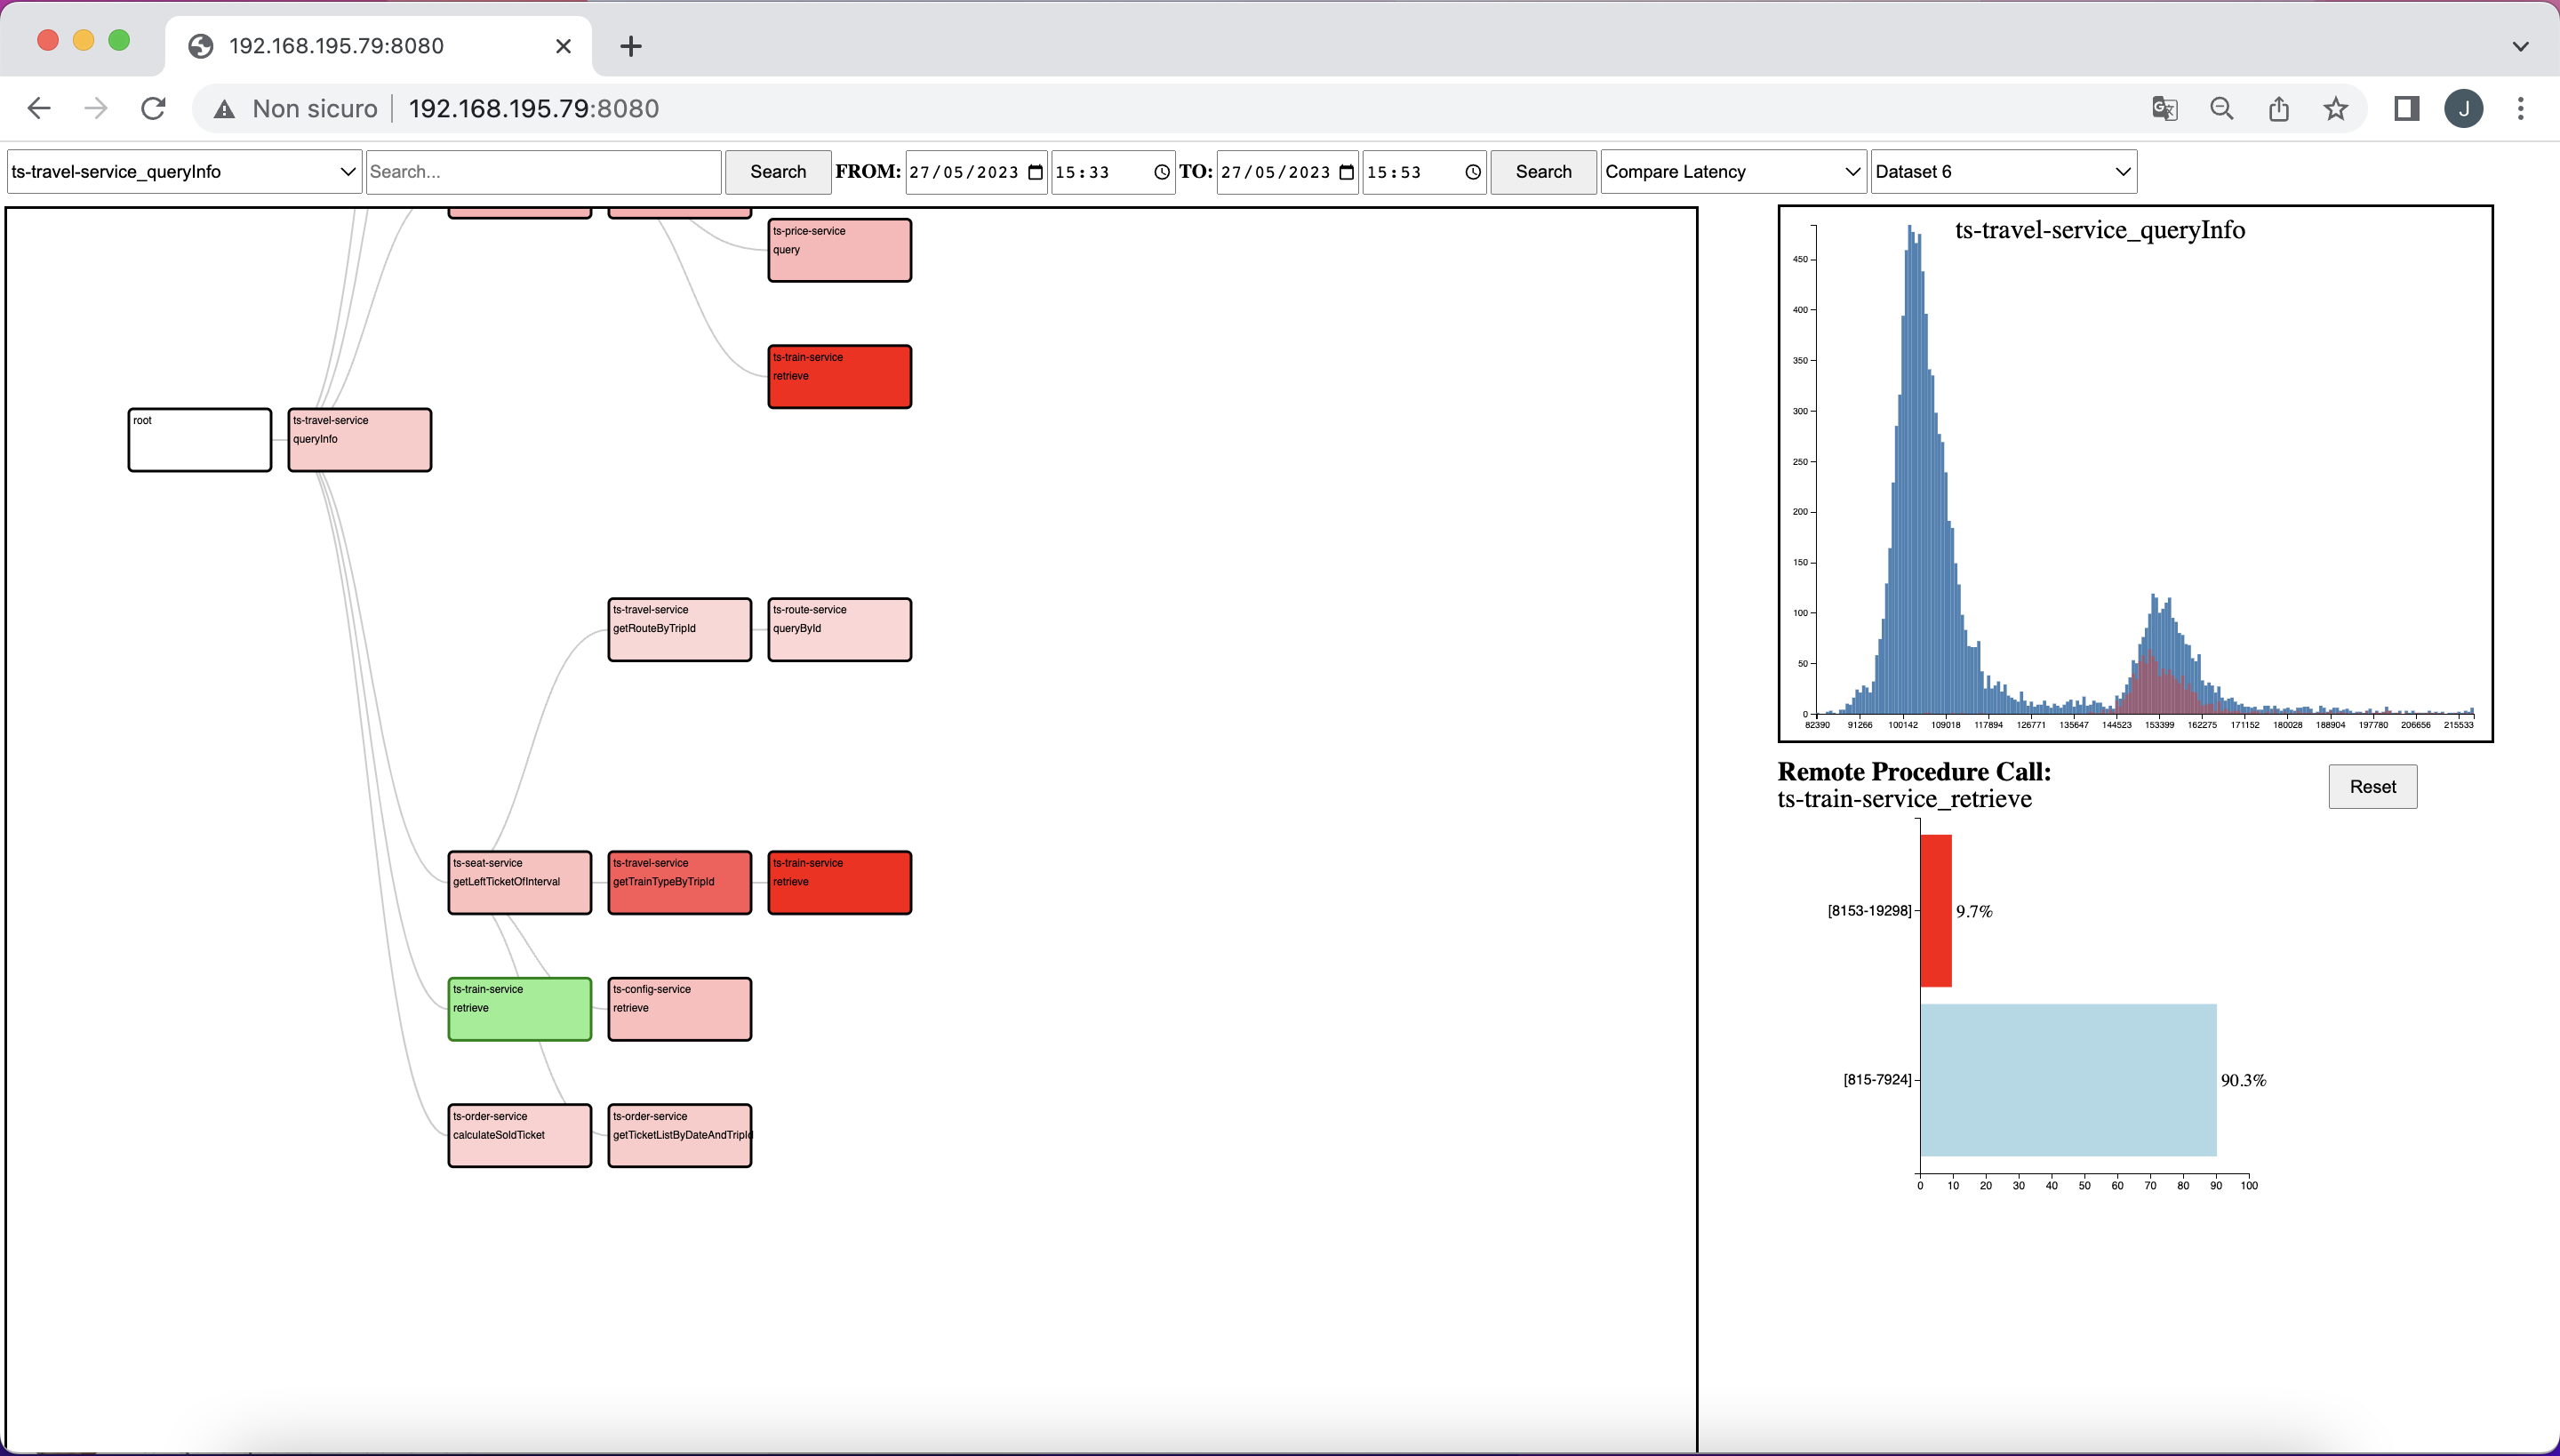 192.168.195.79:8080
Non sicuro 192.168.195.79:8080
J
ts-travel-service_queryInfo Search... Search FROM: 27/05/2023 15:33 TO: 27/05/2023 15:53 Search Compare Latency Dataset 6
ts-price-service
query
ts-train-service
retrieve
root
ts-travel-service
queryInfo
ts-travel-service
getRouteByTripId
ts-route-service
queryById
ts-seat-service
getLeftTicketOfInterval
ts-travel-service
getTrainTypeByTripId
ts-train-service
retrieve
ts-train-service
retrieve
ts-config-service
retrieve
ts-order-service
calculateSoldTicket
ts-order-service
getTicketListByDateAndTripId
ts-travel-service_queryInfo
450
400
350
300
250
200
150
100
50
0
82390 91266 100142 109018 117894 126771 135647 144523 153399 162275 171152 180028 188904 197780 206656 215533
Remote Procedure Call:
ts-train-service_retrieve
Reset
[8153-19298] 9.7%
[815-7924] 90.3%
0 10 20 30 40 50 60 70 80 90 100